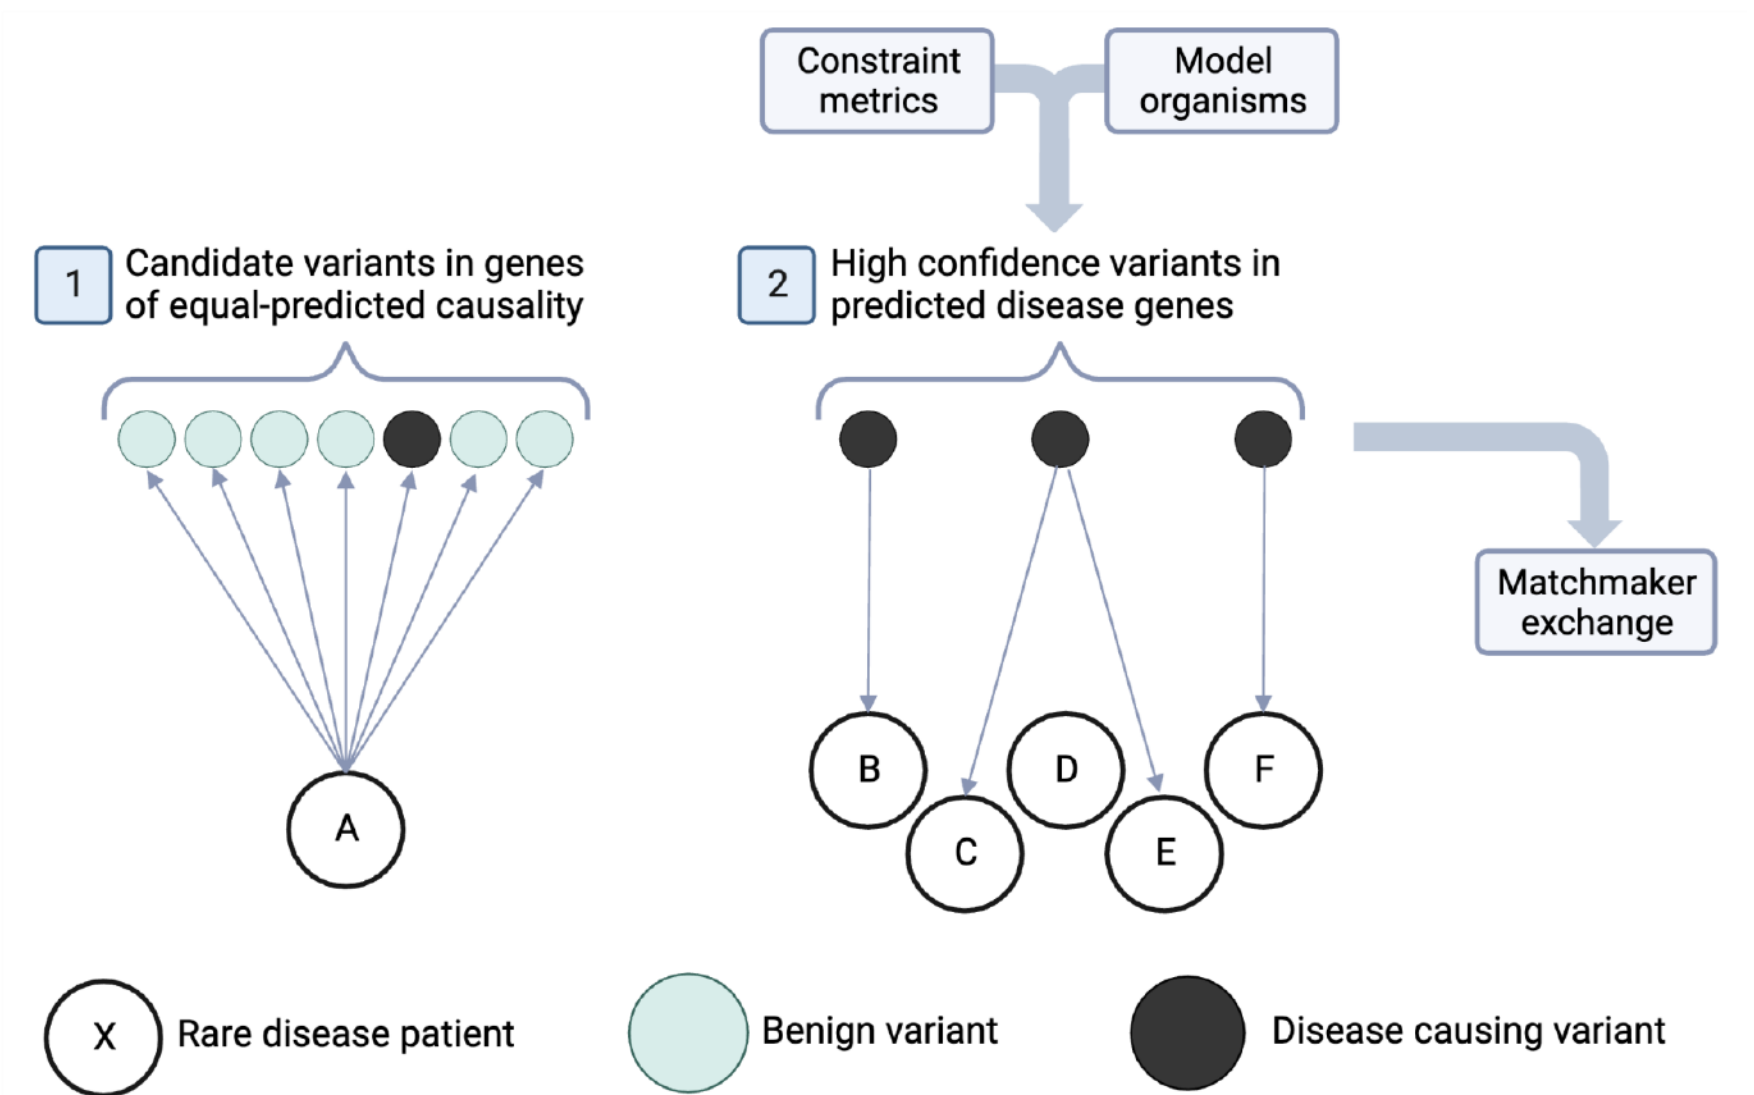 Constraint
metrics
Model
organisms
1
Candidate variants in genes
of equal-predicted causality
2
High confidence variants in
predicted disease genes
Matchmaker
exchange
A
B
C
D
E
F
X
Rare disease patient
Benign variant
Disease causing variant